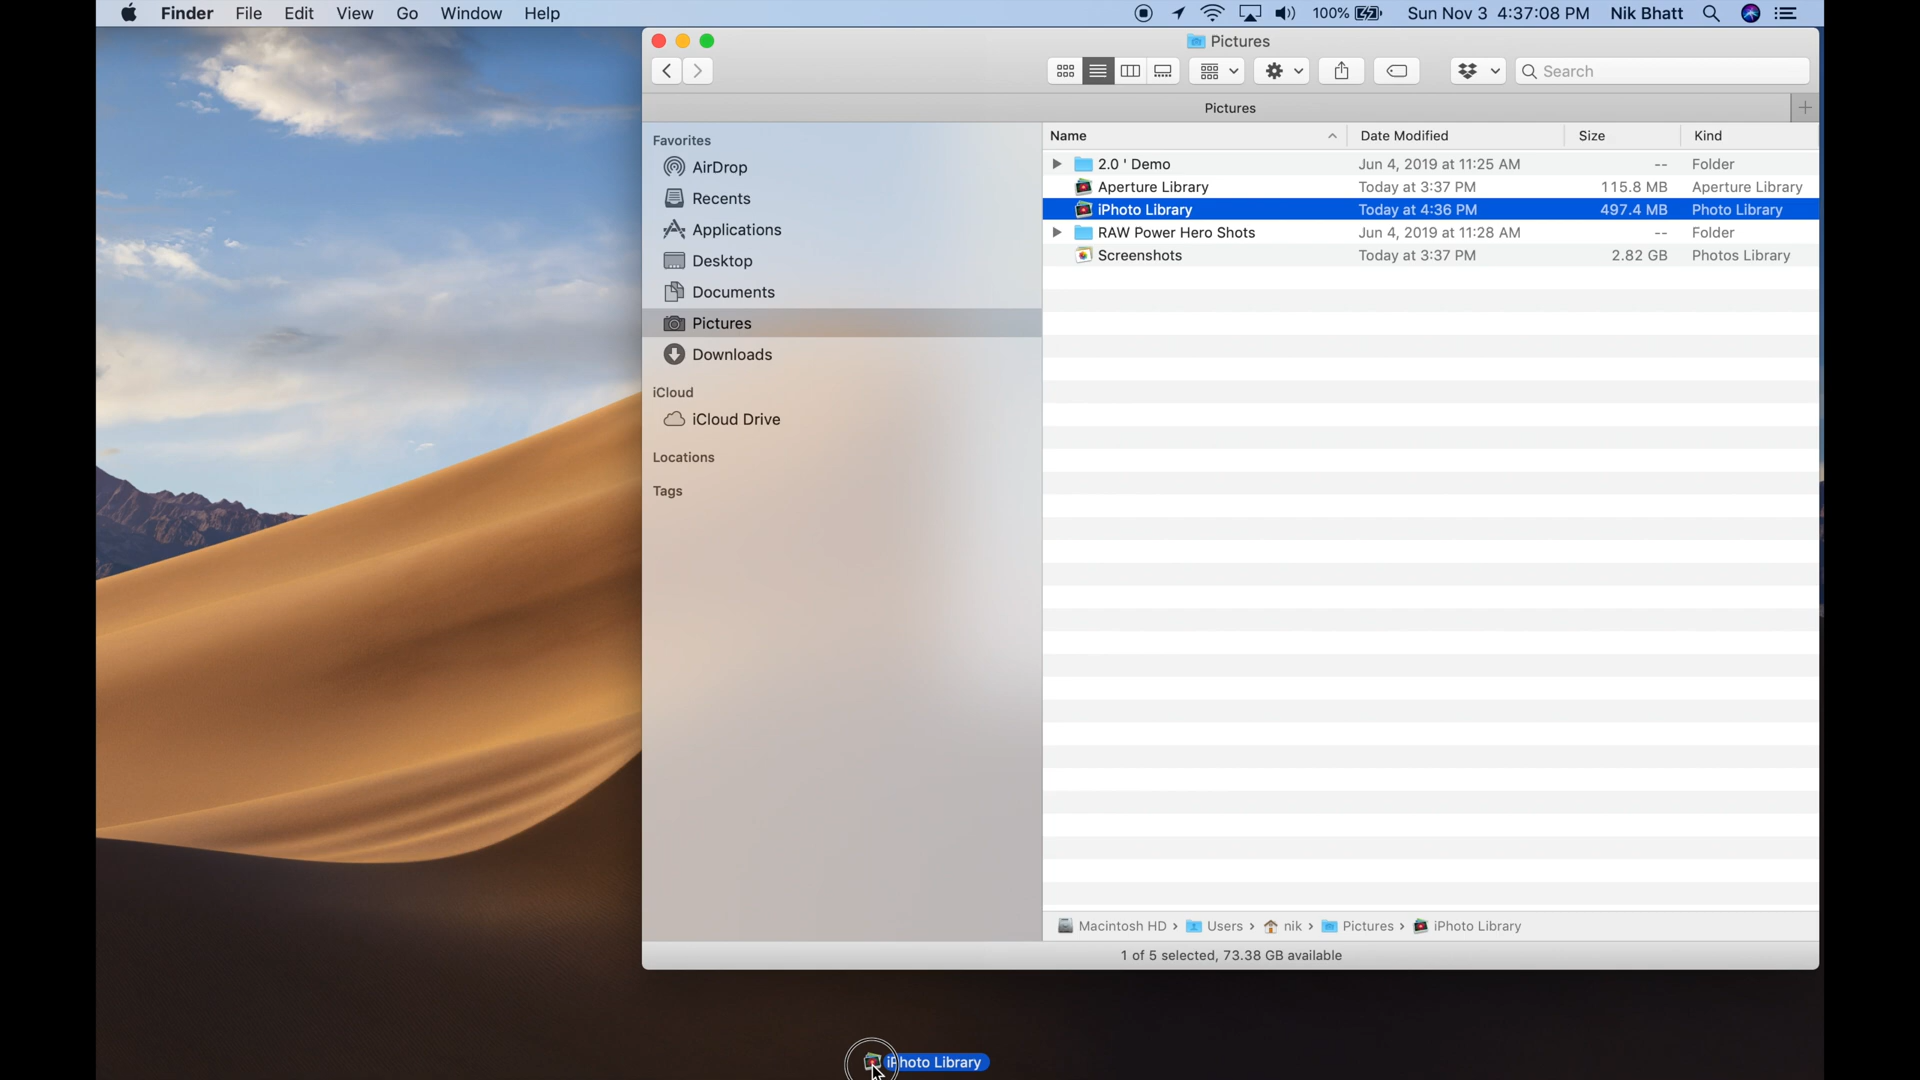 Finder File Edit View Go Window Help 100% Sun Nov 3 4:37:08 PM Nik Bhatt
Pictures
Search
Pictures
Favorites
AirDrop
Recents
Applications
Desktop
Documents
Pictures
Downloads
iCloud
iCloud Drive
Locations
Tags
Name Date Modified Size Kind
2.0 ' Demo Jun 4, 2019 at 11:25 AM -- Folder
Aperture Library Today at 3:37 PM 115.8 MB Aperture Library
iPhoto Library Today at 4:36 PM 497.4 MB Photo Library
RAW Power Hero Shots Jun 4, 2019 at 11:28 AM -- Folder
Screenshots Today at 3:37 PM 2.82 GB Photos Library
Macintosh HD › Users › nik › Pictures › iPhoto Library
1 of 5 selected, 73.38 GB available
iPhoto Library